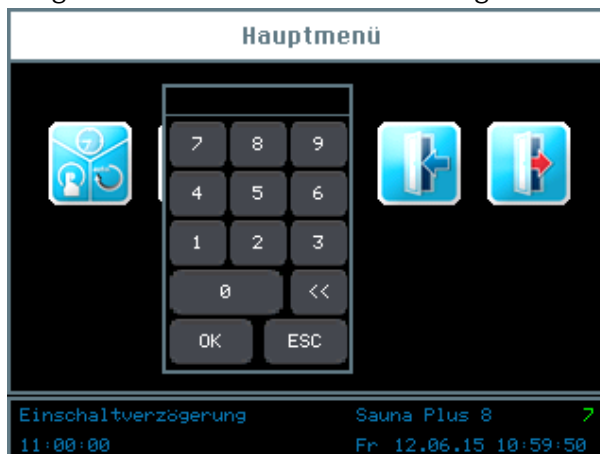 Hauptmenü
7 8 9
4 5 6
1 2 3
0 <<
OK ESC
Einschaltverzögerung Sauna Plus 8 7
11:00:00 Fr 12.06.15 10:59:50